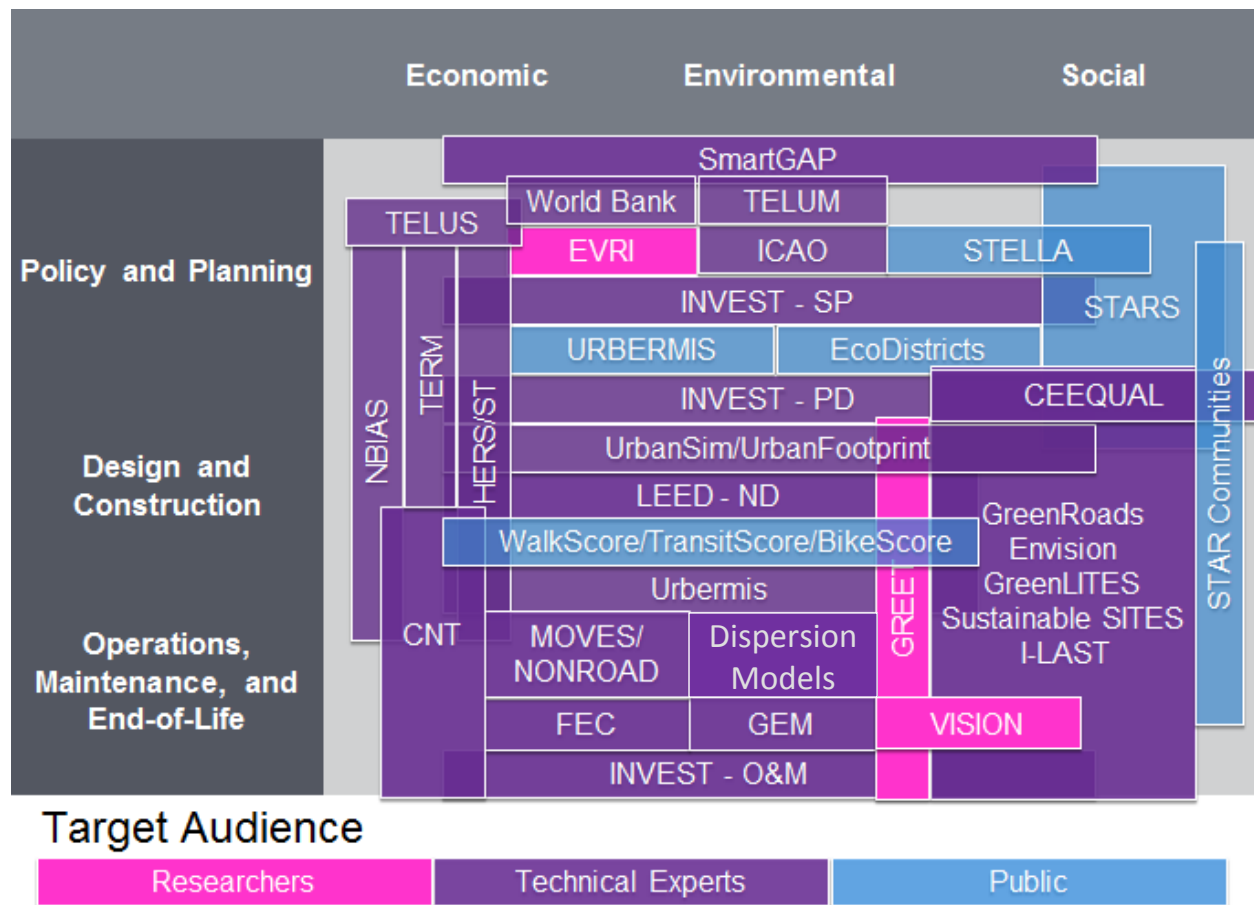 Economic Environmental Social
SmartGAP
World Bank TELUM
TELUS
EVRI ICAO STELLA
Policy and Planning
INVEST - SP
STARS
URBERMIS EcoDistricts
TERM
CEEQUAL
INVEST - PD
NBIAS
HERS/ST
STAR Communities
UrbanSim/UrbanFootprint
Design and
Construction
LEED - ND
GreenRoads
Envision
GreenLITES
Sustainable SITES
I-LAST
WalkScore/TransitScore/BikeScore
Urbermis
GREET
CNT
Operations,
Maintenance, and
End-of-Life
MOVES/
NONROAD
Dispersion
Models
FEC GEM VISION
INVEST - O&M
Target Audience
Researchers Technical Experts Public